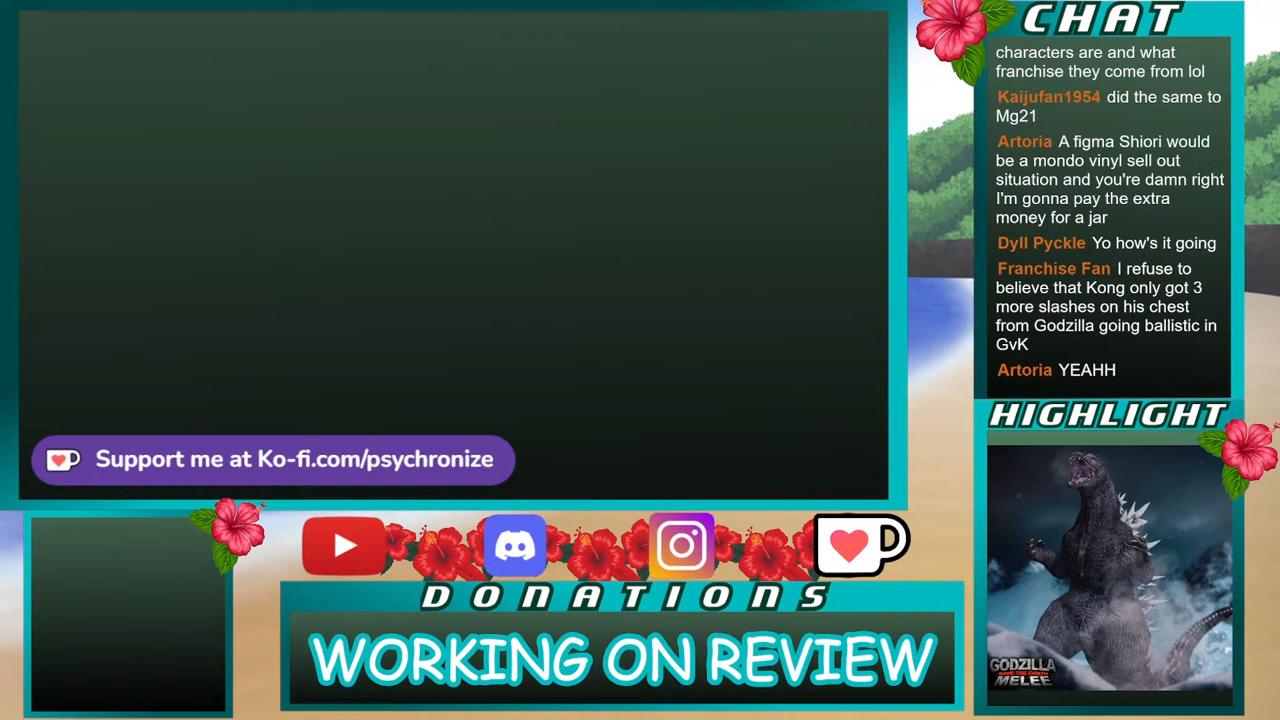 CHAT
characters are and what
franchise they come from lol
Kaijufan1954 did the same to
Mg21
Artoria A figma Shiori would
be a mondo vinyl sell out
situation and you're damn right
I'm gonna pay the extra
money for a jar
Dyll Pyckle Yo how's it going
Franchise Fan I refuse to
believe that Kong only got 3
more slashes on his chest
from Godzilla going ballistic in
GvK
Artoria YEAHH
HIGHLIGHT
GODZILLA
SAVE THE EARTH
MELEE
Support me at Ko-fi.com/psychronize
DONATIONS
WORKING ON REVIEW